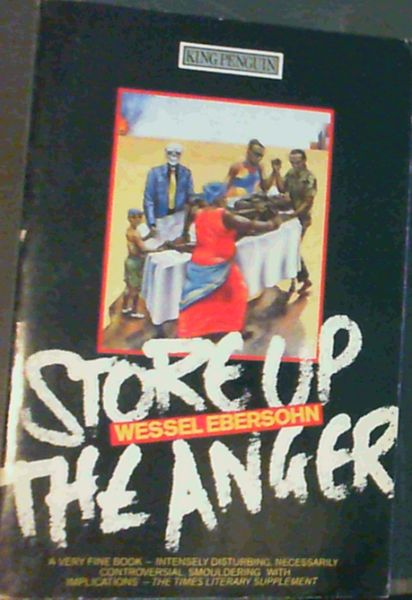 KING PENGUIN
STORE UP
WESSEL EBERSOHN
THE ANGER
A VERY FINE BOOK – INTENSELY DISTURBING, NECESSARILY
CONTROVERSIAL, SMOULDERING WITH
IMPLICATIONS' – THE TIMES LITERARY SUPPLEMENT